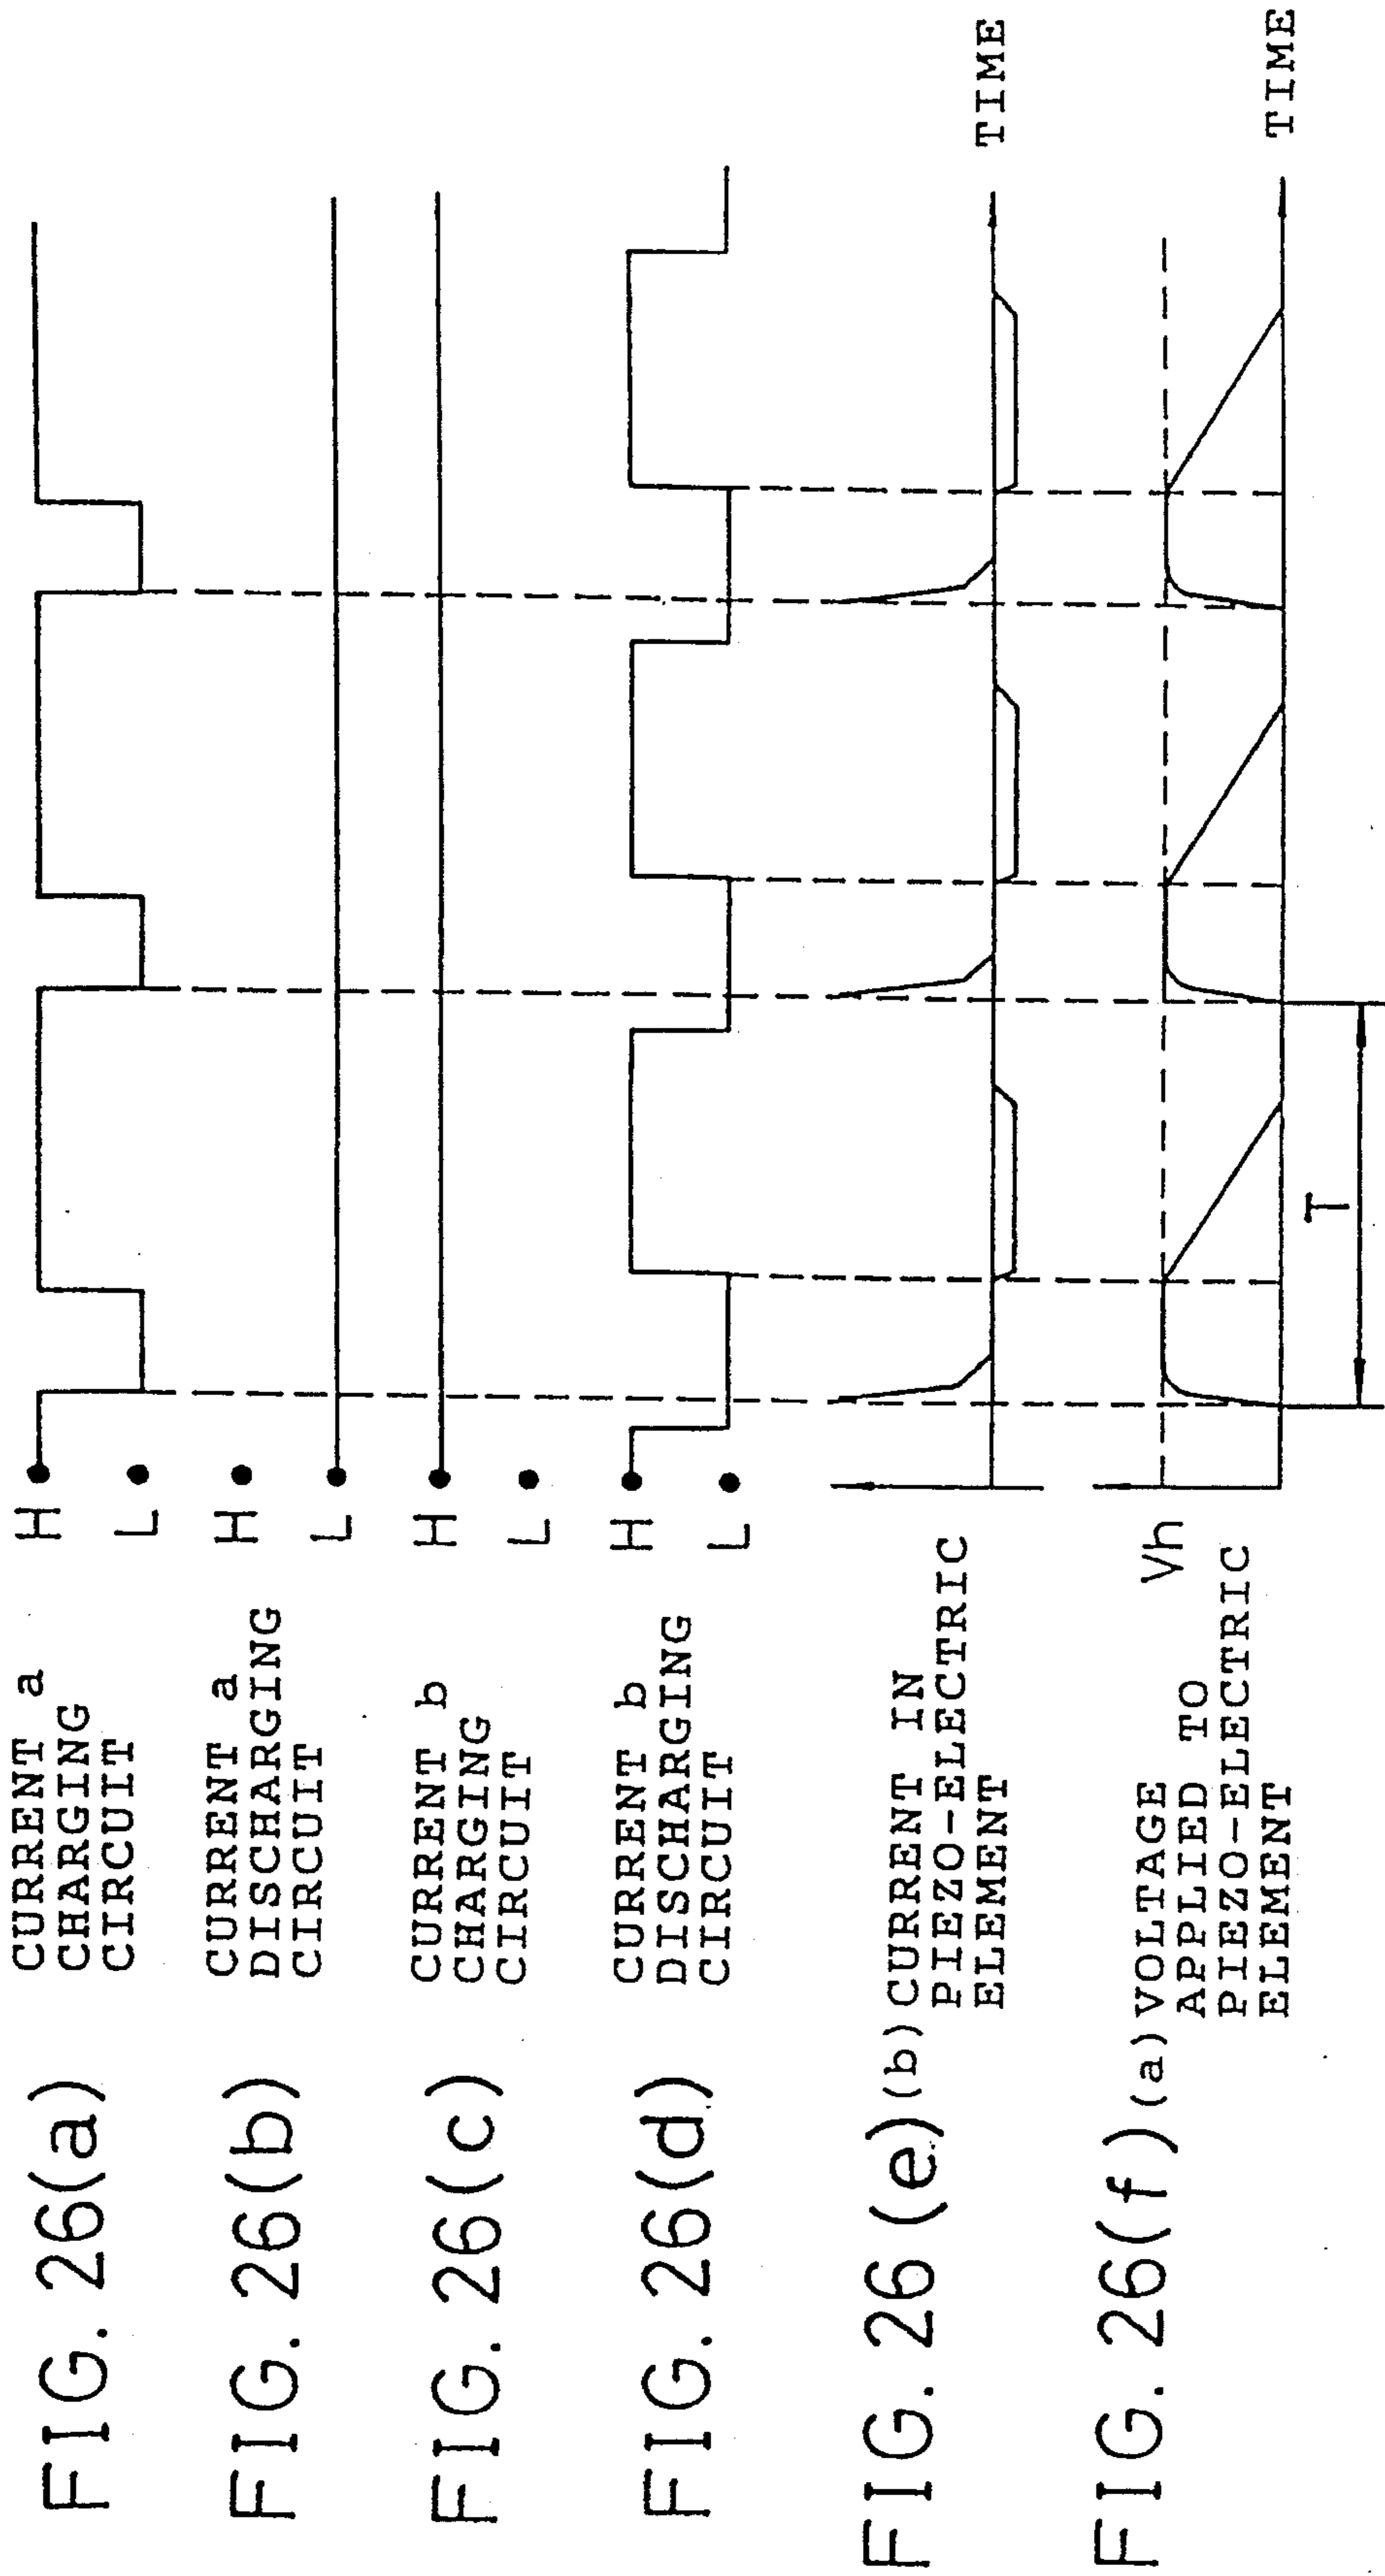 FIG. 26(a)
CURRENT a
CHARGING
CIRCUIT
H
L
FIG. 26(b)
CURRENT a
DISCHARGING
CIRCUIT
H
L
FIG. 26(c)
CURRENT b
CHARGING
CIRCUIT
H
L
FIG. 26(d)
CURRENT b
DISCHARGING
CIRCUIT
H
L
FIG. 26(e)
(b) CURRENT IN
PIEZO-ELECTRIC
ELEMENT
TIME
FIG. 26(f)
(a) VOLTAGE
APPLIED TO
PIEZO-ELECTRIC
ELEMENT
Vh
TIME
T